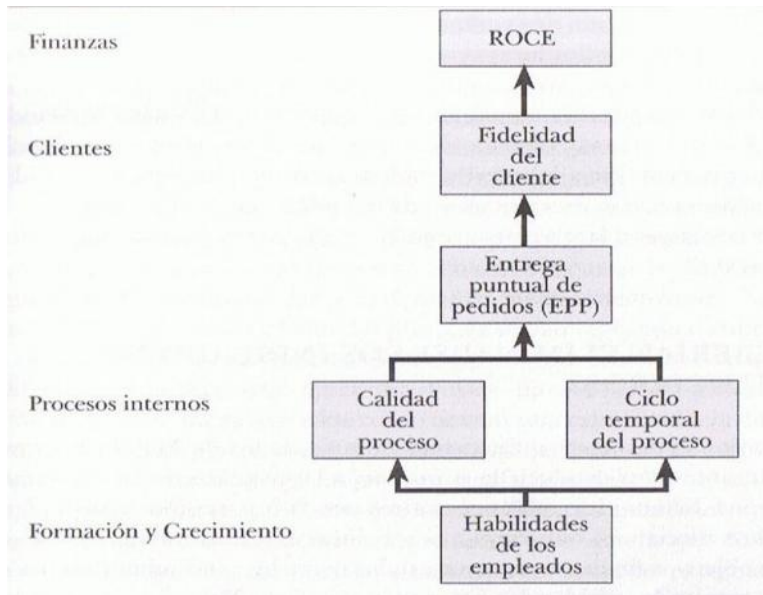 Finanzas
ROCE
Clientes
Fidelidad
del
cliente
Entrega
puntual de
pedidos (EPP)
Procesos internos
Calidad
del
proceso
Ciclo
temporal
del proceso
Formación y Crecimiento
Habilidades
de los
empleados